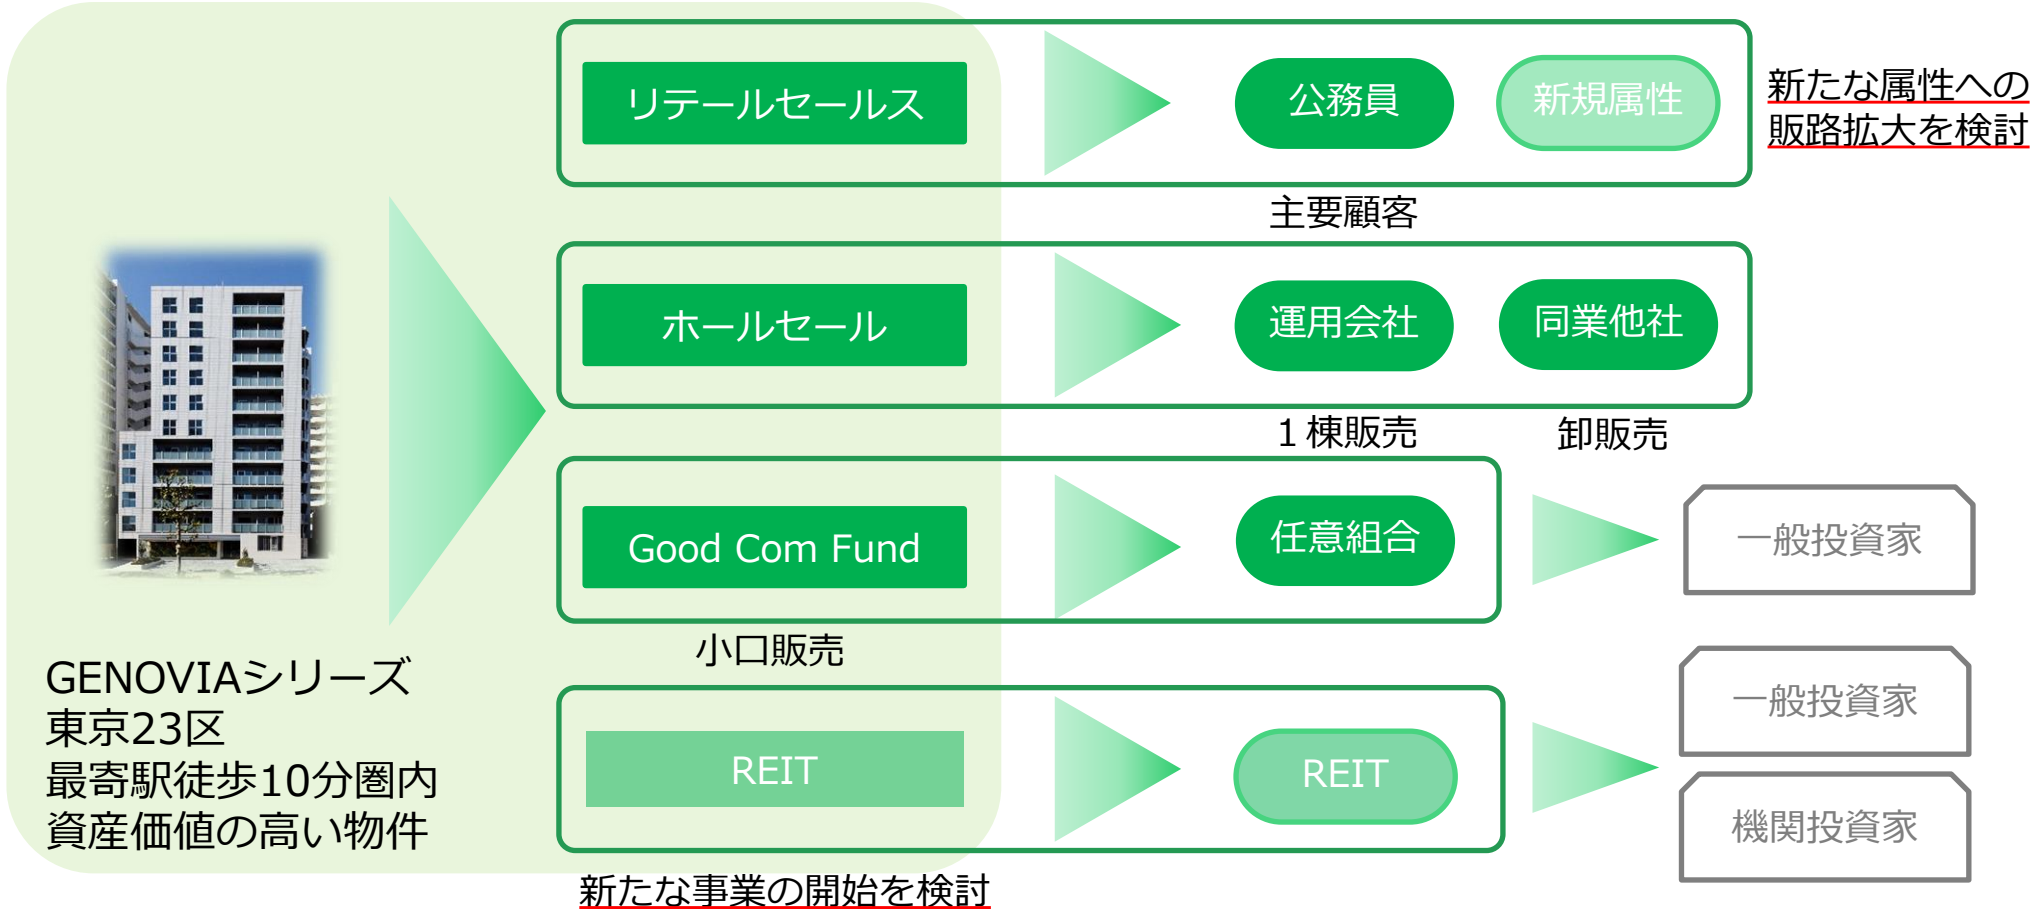 リテールセールス
公務員
新規属性
新たな属性への
販路拡大を検討
主要顧客
ホールセール
運用会社
同業他社
１棟販売
卸販売
Good Com Fund
任意組合
一般投資家
小口販売
GENOVIAシリーズ
東京23区
最寄駅徒歩10分圏内
資産価値の高い物件
REIT
REIT
一般投資家
機関投資家
新たな事業の開始を検討